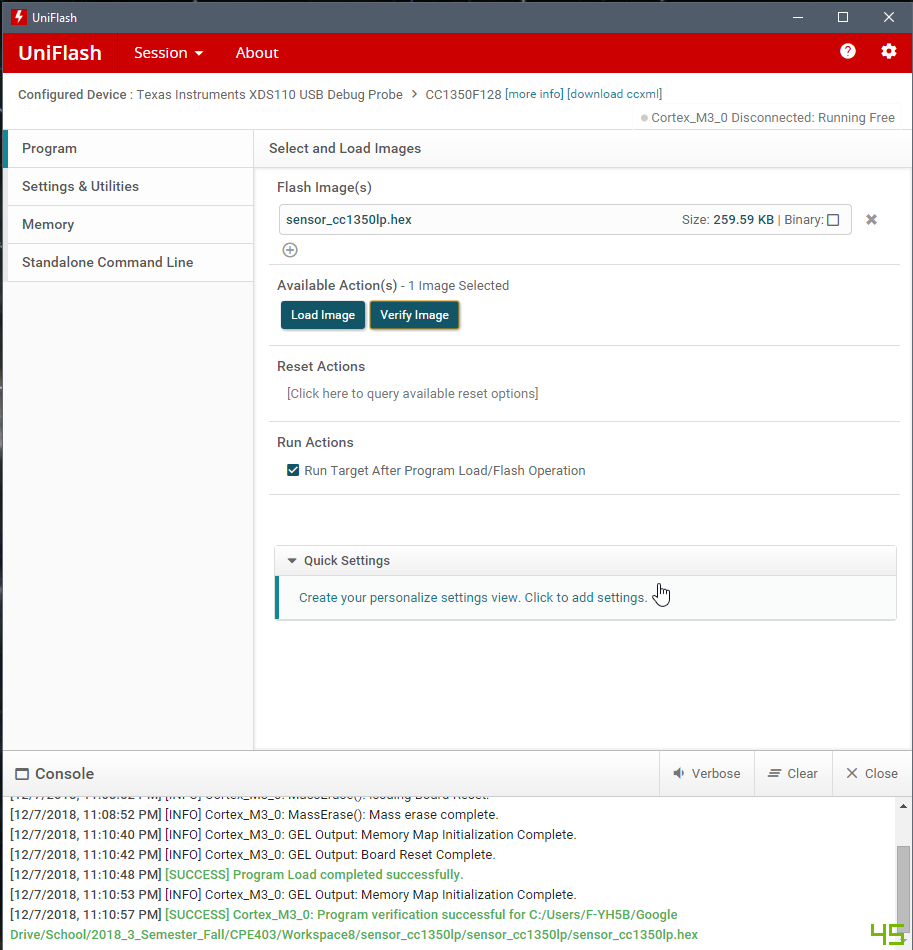 UniFlash
UniFlash Session About
Configured Device : Texas Instruments XDS110 USB Debug Probe > CC1350F128 [more info] [download ccxml]
Cortex_M3_0 Disconnected: Running Free
Program
Settings & Utilities
Memory
Standalone Command Line
Select and Load Images
Flash Image(s)
sensor_cc1350lp.hex Size: 259.59 KB | Binary:
Available Action(s) - 1 Image Selected
Load Image Verify Image
Reset Actions
[Click here to query available reset options]
Run Actions
Run Target After Program Load/Flash Operation
Quick Settings
Create your personalize settings view. Click to add settings.
Console Verbose Clear Close
[12/7/2018, 11:08:52 PM] [INFO] Cortex_M3_0: MassErase(): Issuing Board Reset.
[12/7/2018, 11:08:52 PM] [INFO] Cortex_M3_0: MassErase(): Mass erase complete.
[12/7/2018, 11:10:40 PM] [INFO] Cortex_M3_0: GEL Output: Memory Map Initialization Complete.
[12/7/2018, 11:10:42 PM] [INFO] Cortex_M3_0: GEL Output: Board Reset Complete.
[12/7/2018, 11:10:48 PM] [SUCCESS] Program Load completed successfully.
[12/7/2018, 11:10:53 PM] [INFO] Cortex_M3_0: GEL Output: Memory Map Initialization Complete.
[12/7/2018, 11:10:57 PM] [SUCCESS] Cortex_M3_0: Program verification successful for C:/Users/F-YH5B/Google
Drive/School/2018_3_Semester_Fall/CPE403/Workspace8/sensor_cc1350lp/sensor_cc1350lp/sensor_cc1350lp.hex
45